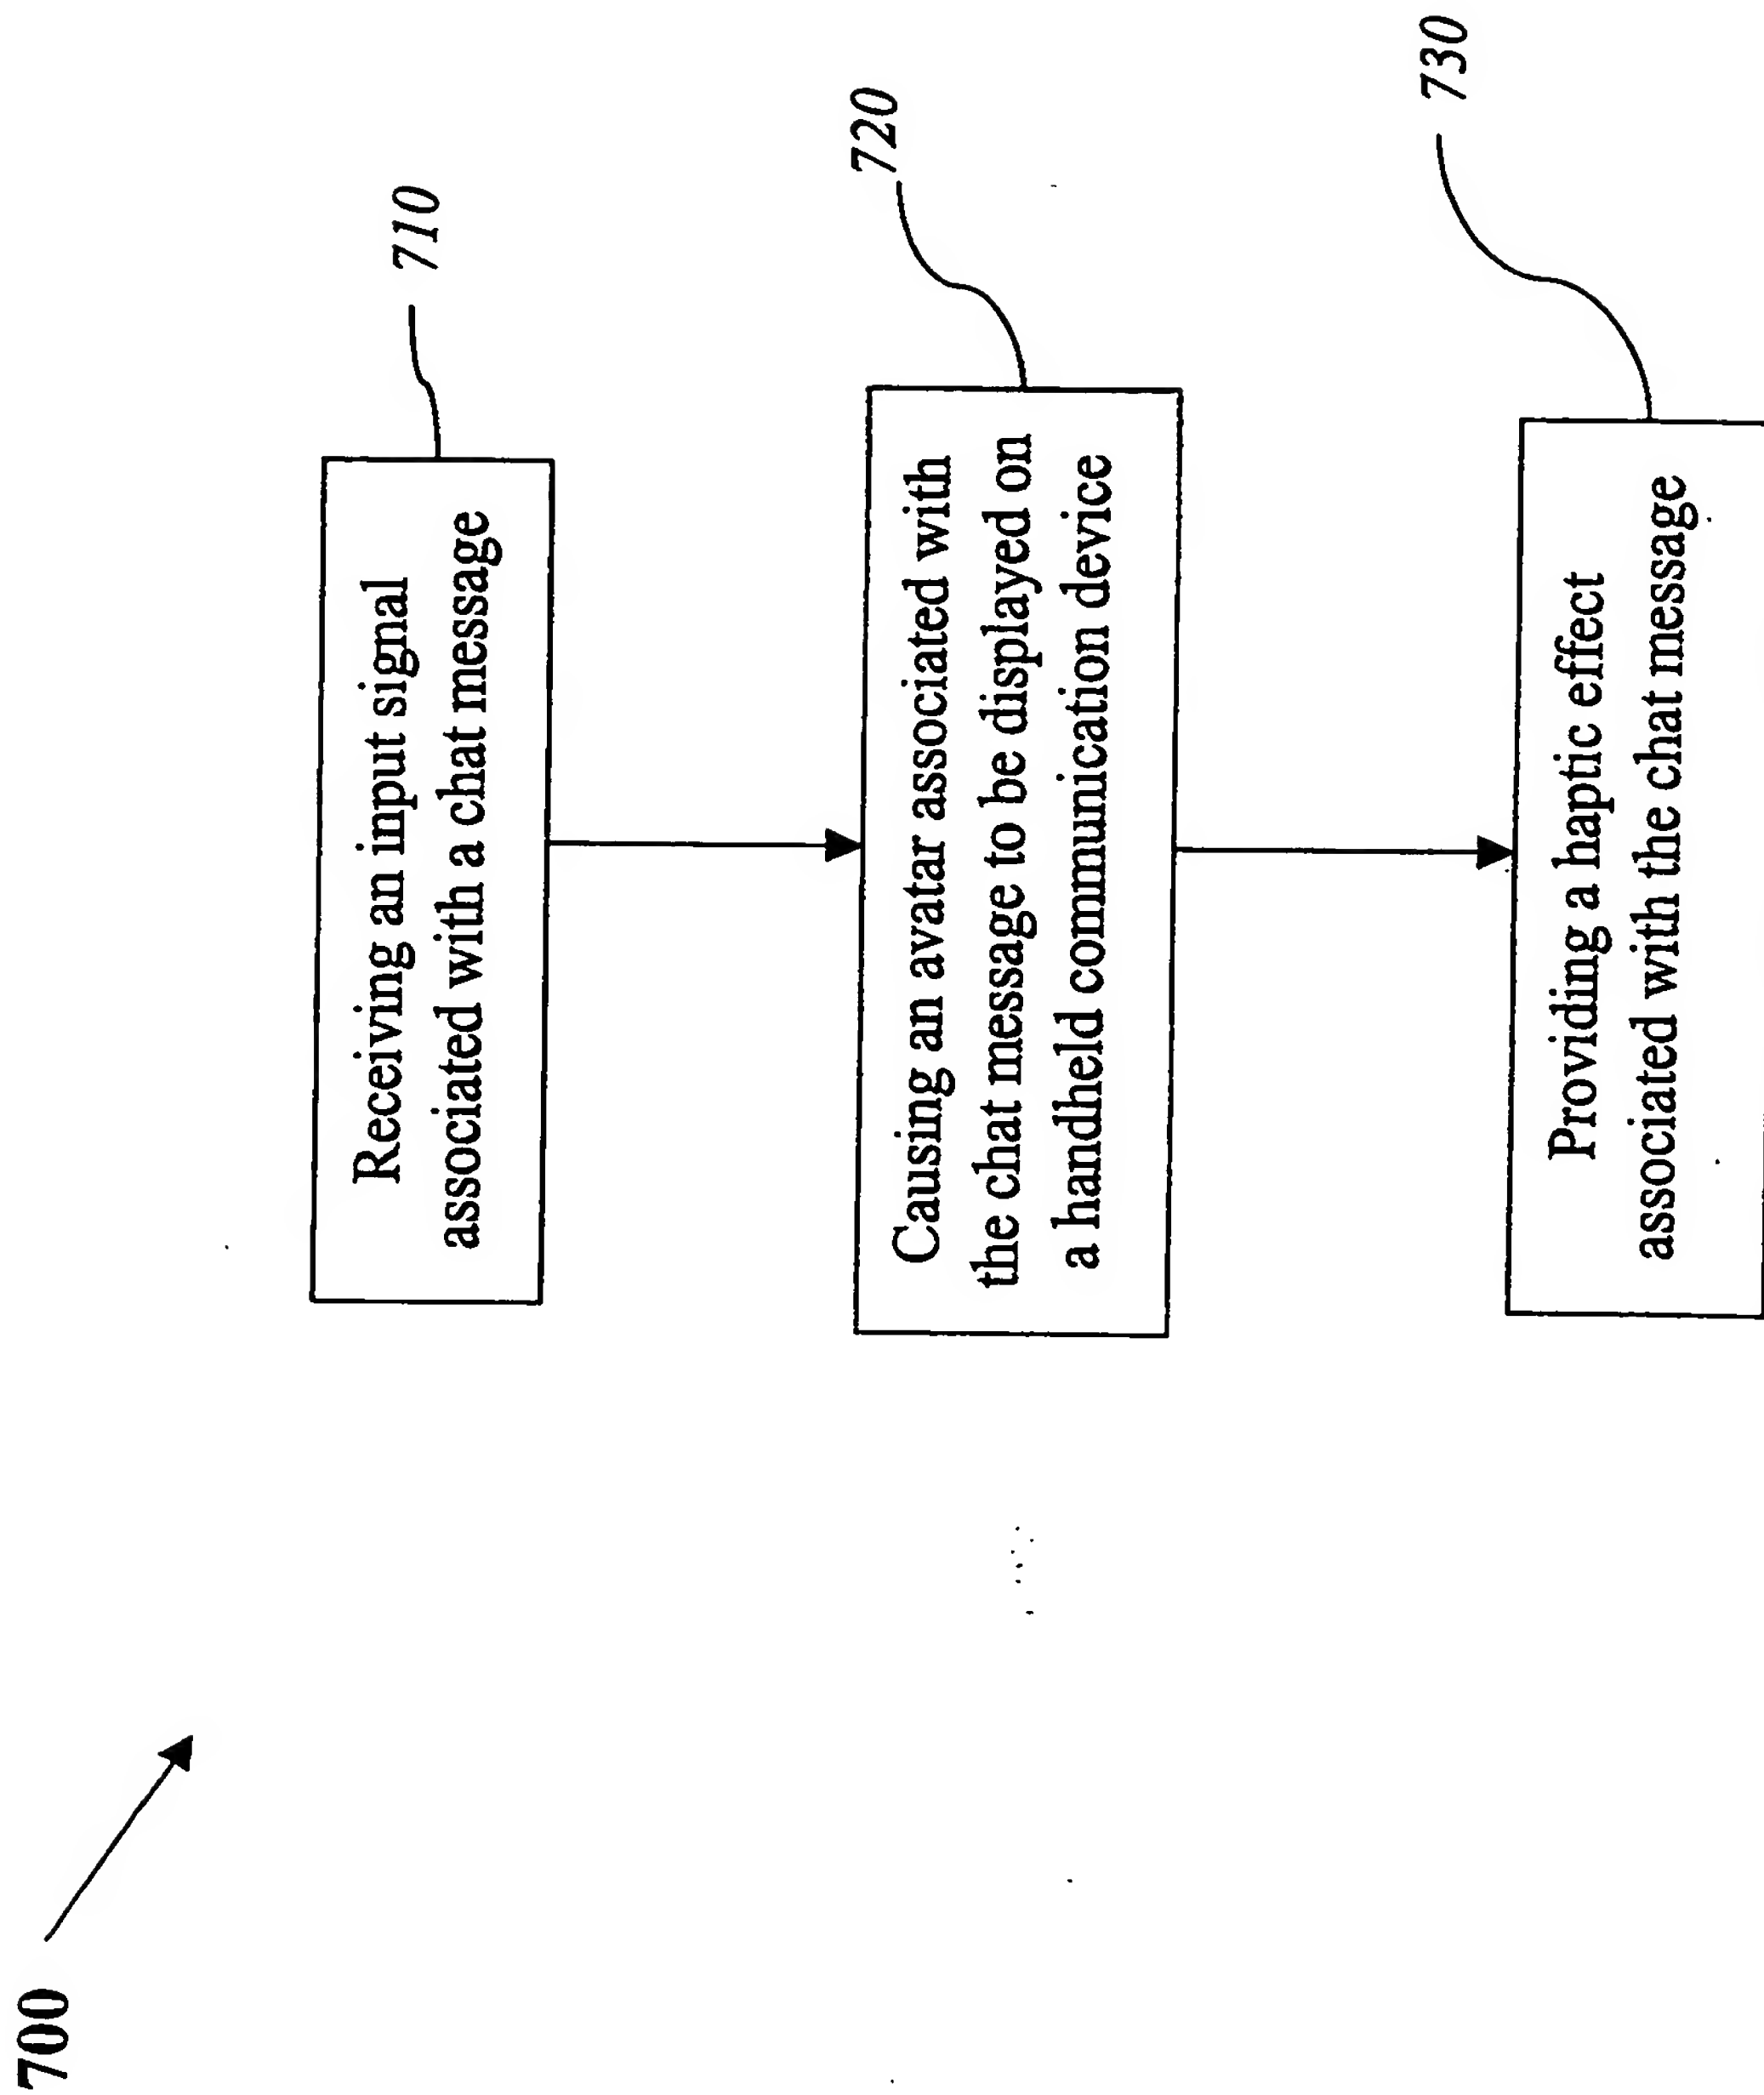 700
Receiving an input signal
associated with a chat message
710
Causing an avatar associated with
the chat message to be displayed on
a handheld communication device
720
Providing a haptic effect
associated with the chat message
730